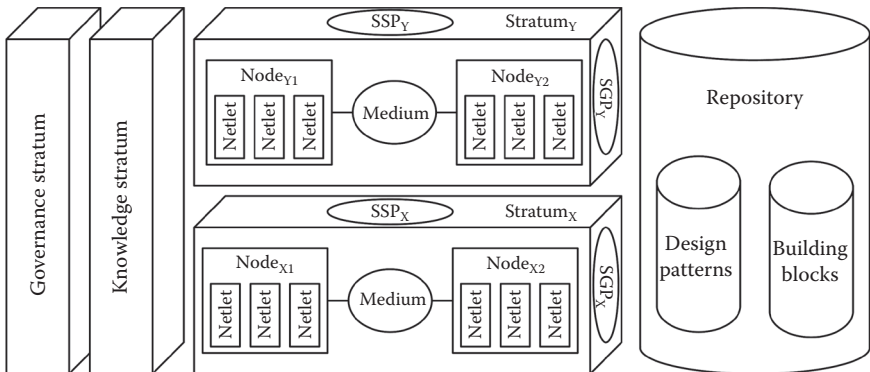 Governance stratum
Knowledge stratum
SSP_Y
Stratum_Y
SGP_Y
Node_Y1
Netlet
Netlet
Netlet
Medium
Node_Y2
Netlet
Netlet
Netlet
SSP_X
Stratum_X
SGP_X
Node_X1
Netlet
Netlet
Netlet
Medium
Node_X2
Netlet
Netlet
Netlet
Repository
Design
patterns
Building
blocks